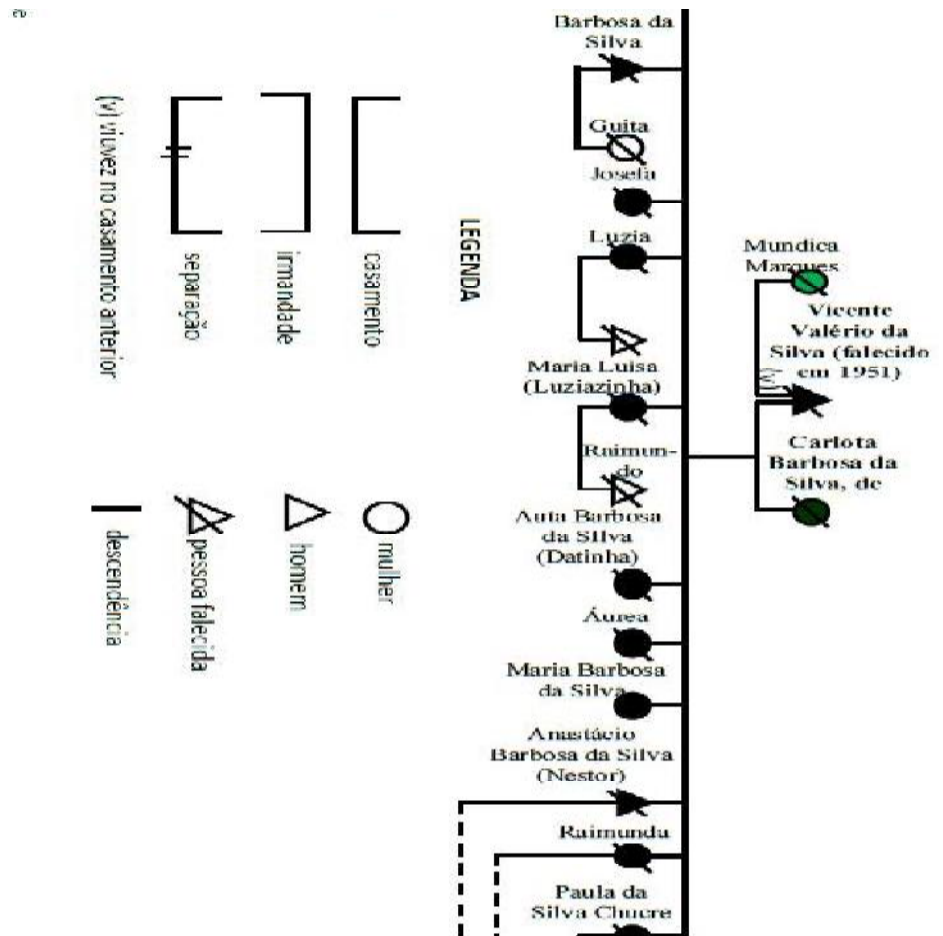 Barbosa da
Silva
Guita
Josefa
Luzia
Maria Luisa
(Luziazinha)
Raimun-
do
Auta Barbosa
da Silva
(Datinha)
Áurea
Maria Barbosa
da Silva
Anastácio
Barbosa da Silva
(Nestor)
Raimunda
Paula da
Silva Chucre
Mundica
Marques
Vicente
Valério da
Silva (falecido
em 1951)
Carlota
Barbosa da
Silva, de
LEGENDA
casamento
irmandade
separação
(v) viuvez no casamento anterior
mulher
homem
pessoa falecida
descendência